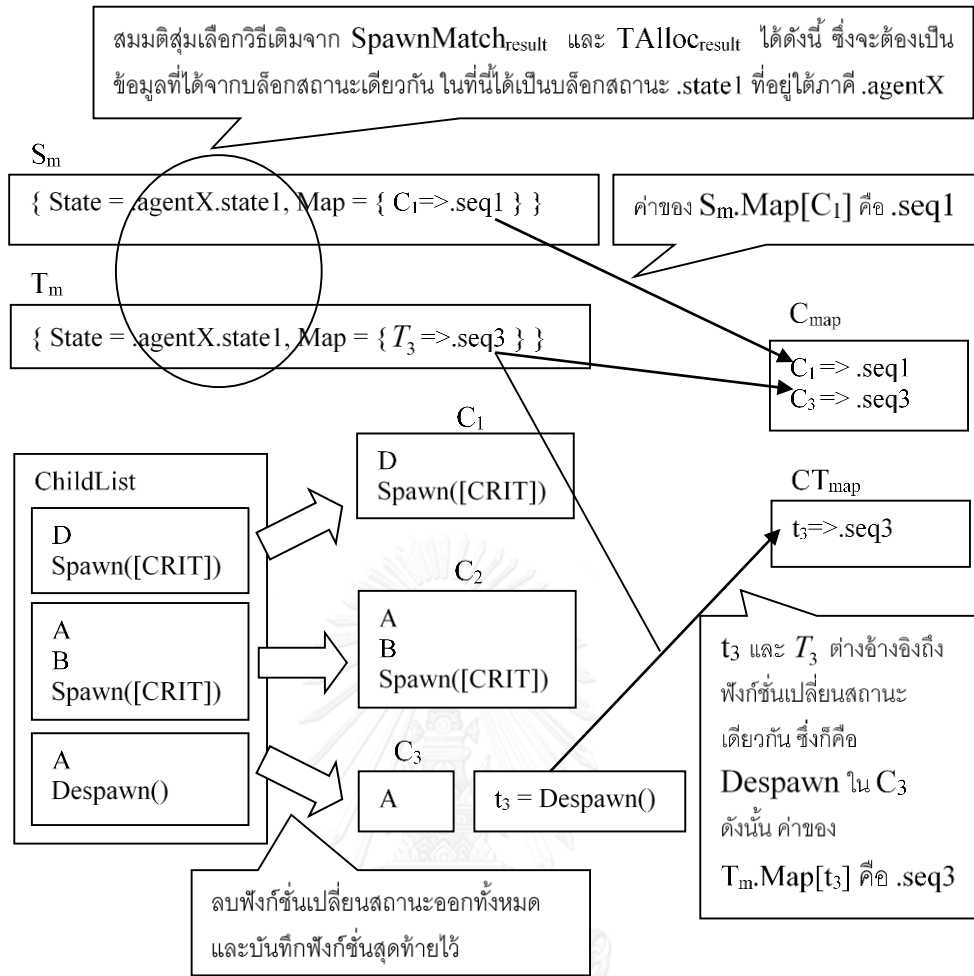 สมมติสุ่มเลือกวิธีเติมจาก SpawnMatchresult และ TAllocresult ได้ดังนี้ ซึ่งจะต้องเป็น
ข้อมูลที่ได้จากบล็อกสถานะเดียวกัน ในที่นี้ได้เป็นบล็อกสถานะ .state1 ที่อยู่ใต้ภาคี .agentX
Sm
{ State = .agentX.state1, Map = { C1=>.seq1 } }
ค่าของ Sm.Map[C1] คือ .seq1
Tm
{ State = .agentX.state1, Map = { T3 =>.seq3 } }
Cmap
C1 => .seq1
C3 => .seq3
ChildList
D
Spawn([CRIT])
A
B
Spawn([CRIT])
A
Despawn()
C1
D
Spawn([CRIT])
C2
A
B
Spawn([CRIT])
C3
A
t3 = Despawn()
CTmap
t3=>.seq3
t3 และ T3 ต่างอ้างอิงถึง
ฟังก์ชั่นเปลี่ยนสถานะ
เดียวกัน ซึ่งก็คือ
Despawn ใน C3
ดังนั้น ค่าของ
Tm.Map[t3] คือ .seq3
ลบฟังก์ชั่นเปลี่ยนสถานะออกทั้งหมด
และบันทึกฟังก์ชั่นสุดท้ายไว้